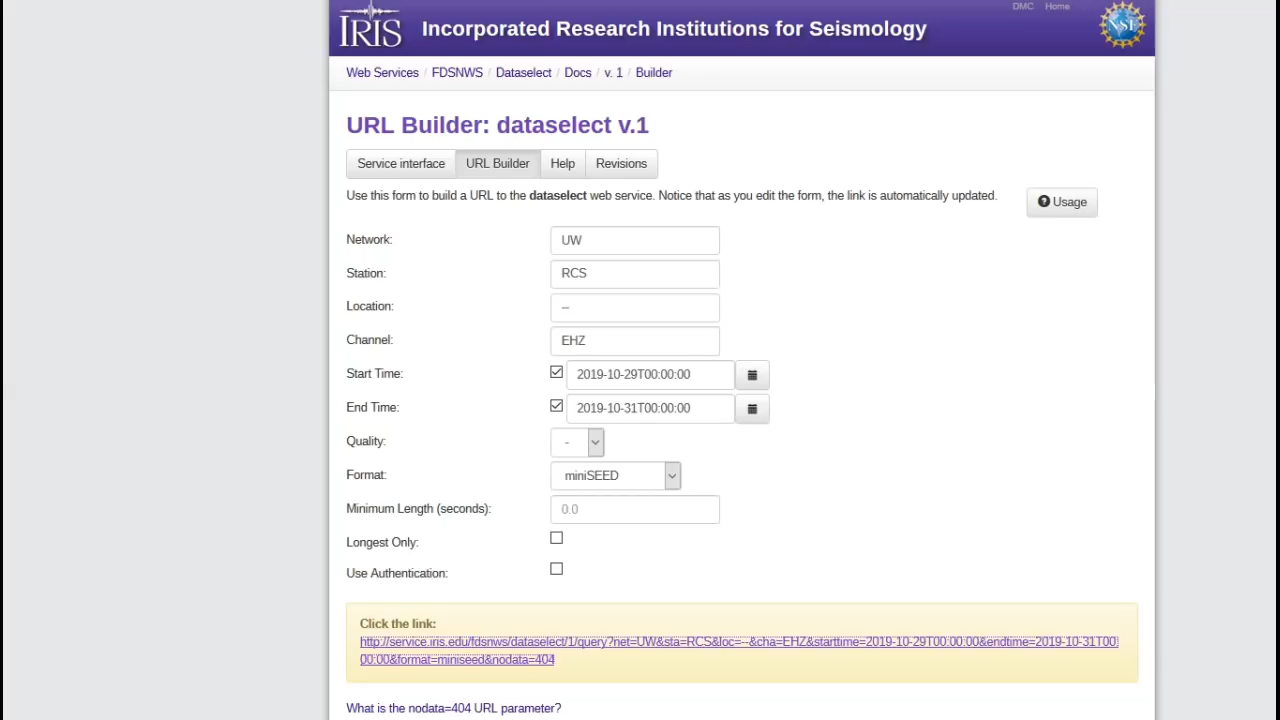 DMC Home
IRIS Incorporated Research Institutions for Seismology NSF
Web Services / FDSNWS / Dataselect / Docs / v. 1 / Builder
URL Builder: dataselect v.1
Service interface URL Builder Help Revisions
Use this form to build a URL to the dataselect web service. Notice that as you edit the form, the link is automatically updated.
Usage
Network: UW
Station: RCS
Location: --
Channel: EHZ
Start Time: 2019-10-29T00:00:00
End Time: 2019-10-31T00:00:00
Quality: -
Format: miniSEED
Minimum Length (seconds): 0.0
Longest Only:
Use Authentication:
Click the link:
http://service.iris.edu/fdsnws/dataselect/1/query?net=UW&sta=RCS&loc=--&cha=EHZ&starttime=2019-10-29T00:00:00&endtime=2019-10-31T00:
00:00&format=miniseed&nodata=404
What is the nodata=404 URL parameter?